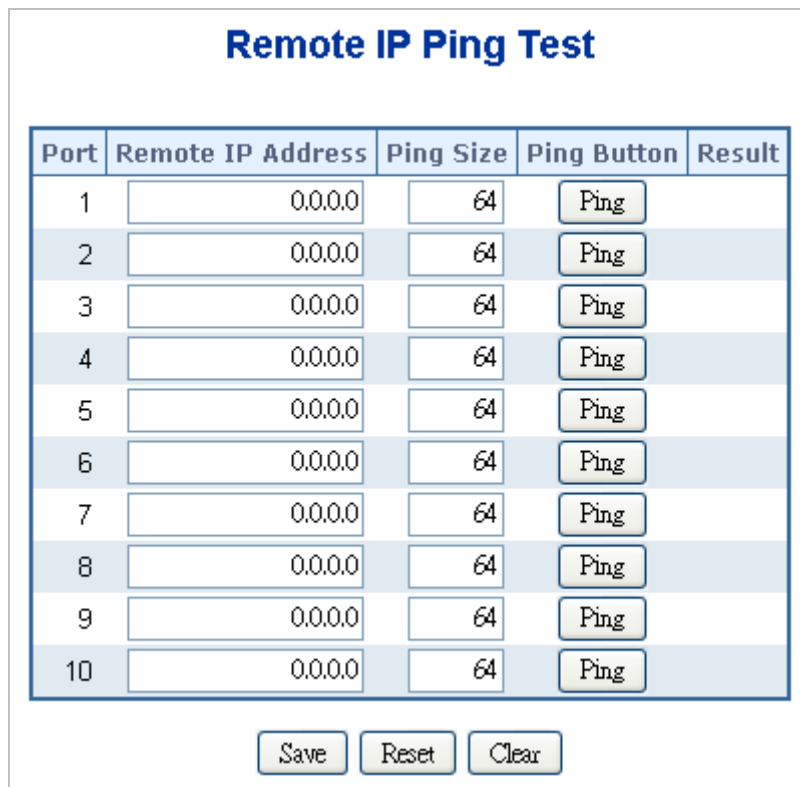 Remote IP Ping Test
Port Remote IP Address Ping Size Ping Button Result
1 0.0.0.0 64 Ping
2 0.0.0.0 64 Ping
3 0.0.0.0 64 Ping
4 0.0.0.0 64 Ping
5 0.0.0.0 64 Ping
6 0.0.0.0 64 Ping
7 0.0.0.0 64 Ping
8 0.0.0.0 64 Ping
9 0.0.0.0 64 Ping
10 0.0.0.0 64 Ping
Save Reset Clear